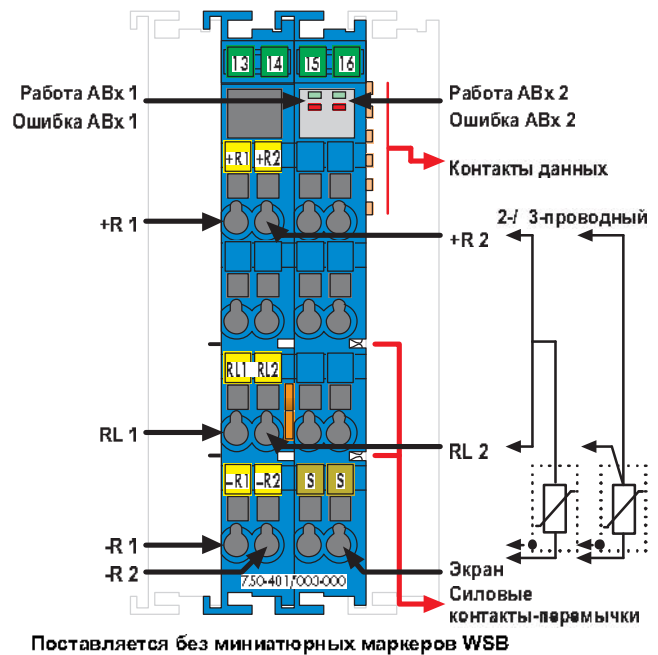 13 14 15 16
Работа АВх 1
Ошибка АВх 1
Работа АВх 2
Ошибка АВх 2
+R1 +R2
Контакты данных
+R 1
+R 2
2-/ 3-проводный
RL1 RL2
RL 1
RL 2
-R1 -R2 S S
-R 1
-R 2
750-481/003-000
Экран
Силовые
контакты-перемычки
Поставляется без миниатюрных маркеров WSB